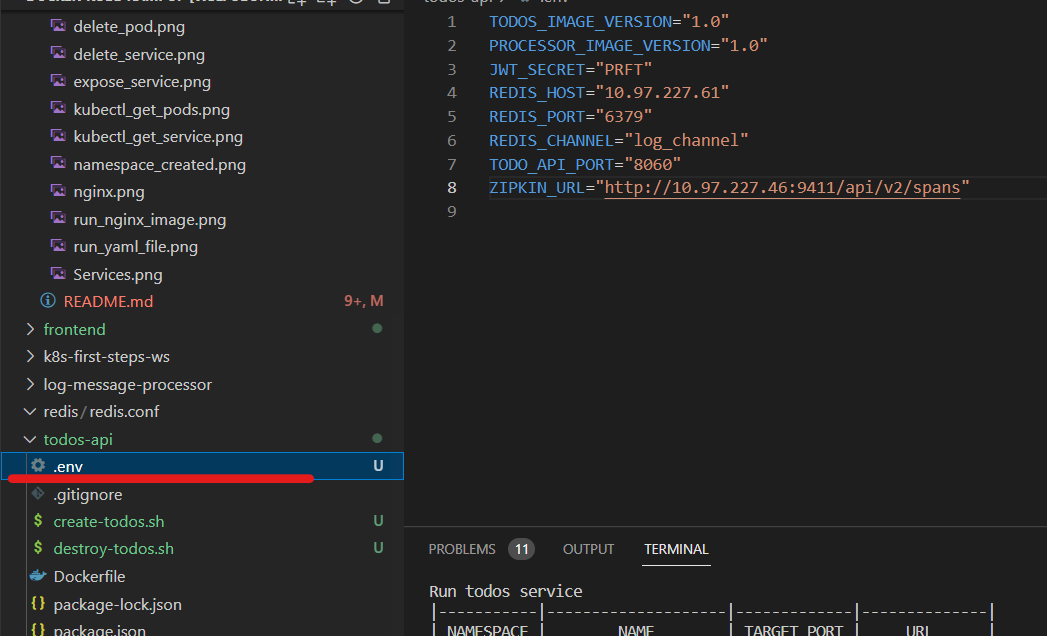 delete_pod.png
delete_service.png
expose_service.png
kubectl_get_pods.png
kubectl_get_service.png
namespace_created.png
nginx.png
run_nginx_image.png
run_yaml_file.png
Services.png
README.md 9+, M
frontend
k8s-first-steps-ws
log-message-processor
redis/redis.conf
todos-api
.env U
.gitignore
create-todos.sh U
destroy-todos.sh U
Dockerfile
package-lock.json
package.json
1 TODOS_IMAGE_VERSION="1.0"
2 PROCESSOR_IMAGE_VERSION="1.0"
3 JWT_SECRET="PRFT"
4 REDIS_HOST="10.97.227.61"
5 REDIS_PORT="6379"
6 REDIS_CHANNEL="log_channel"
7 TODO_API_PORT="8060"
8 ZIPKIN_URL="http://10.97.227.46:9411/api/v2/spans"
9
PROBLEMS 11 OUTPUT TERMINAL
Run todos service
|-----------|--------------------|-------------|--------------|
| NAMESPACE | NAME | TARGET PORT | URL |